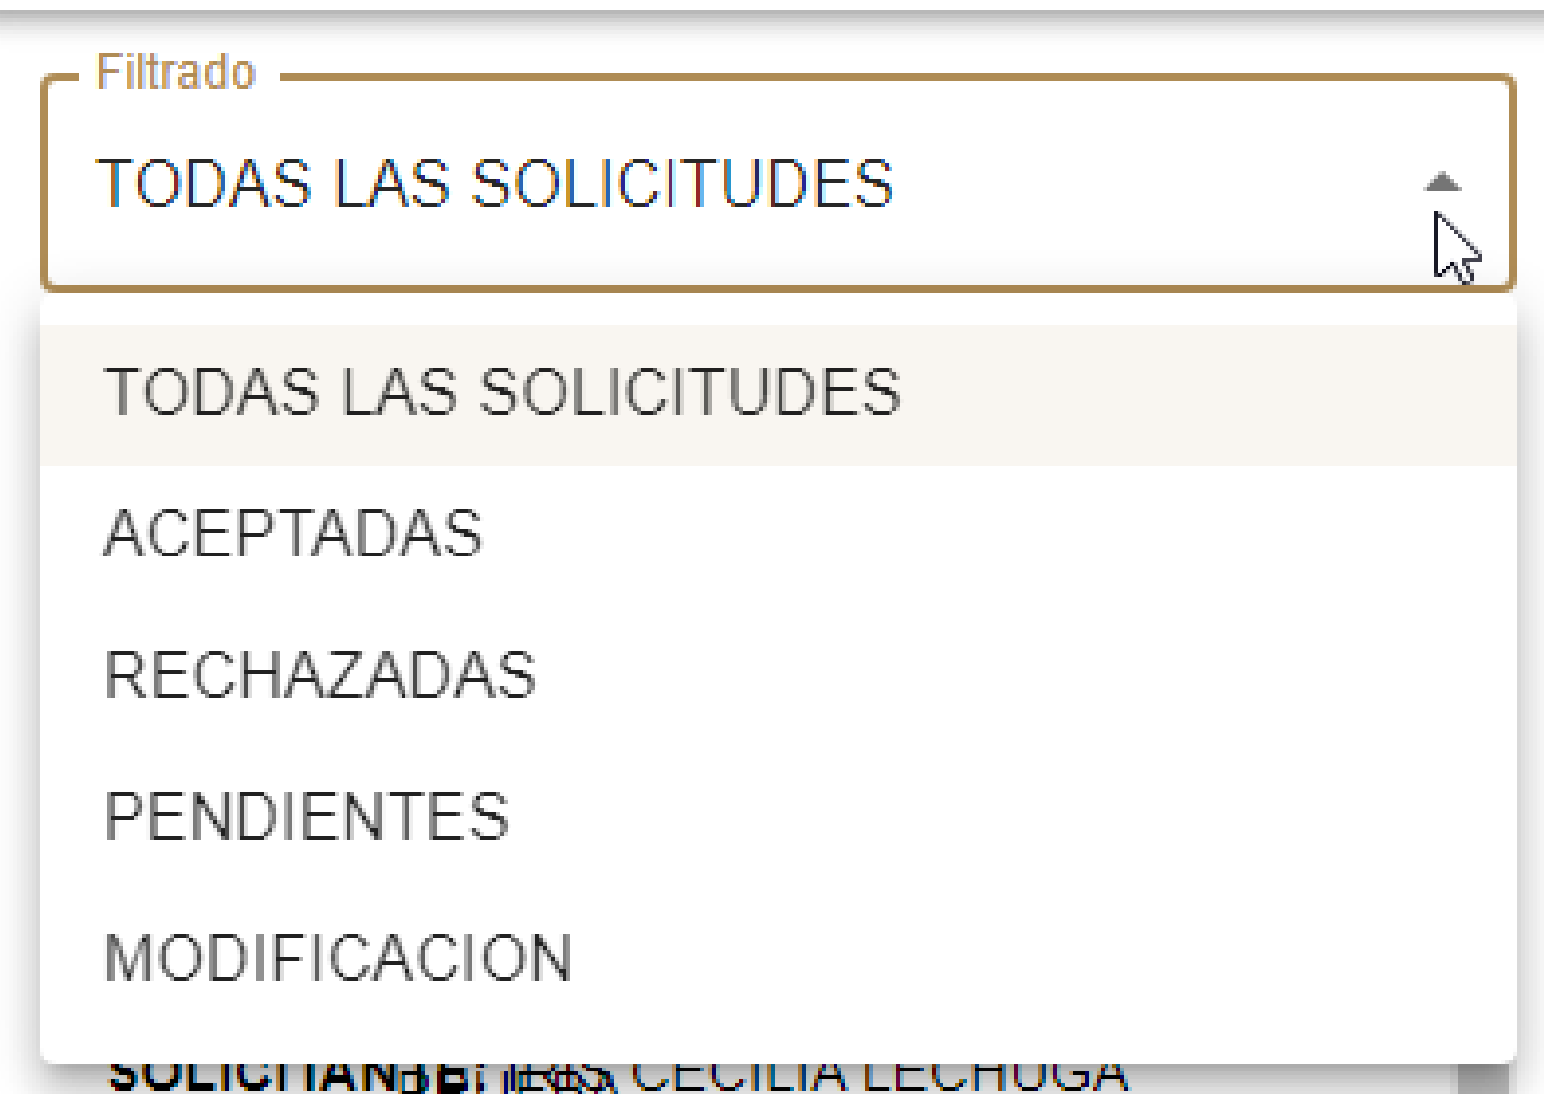 Filtrado
TODAS LAS SOLICITUDES
TODAS LAS SOLICITUDES
ACEPTADAS
RECHAZADAS
PENDIENTES
MODIFICACION
CECILIA LECHUGA